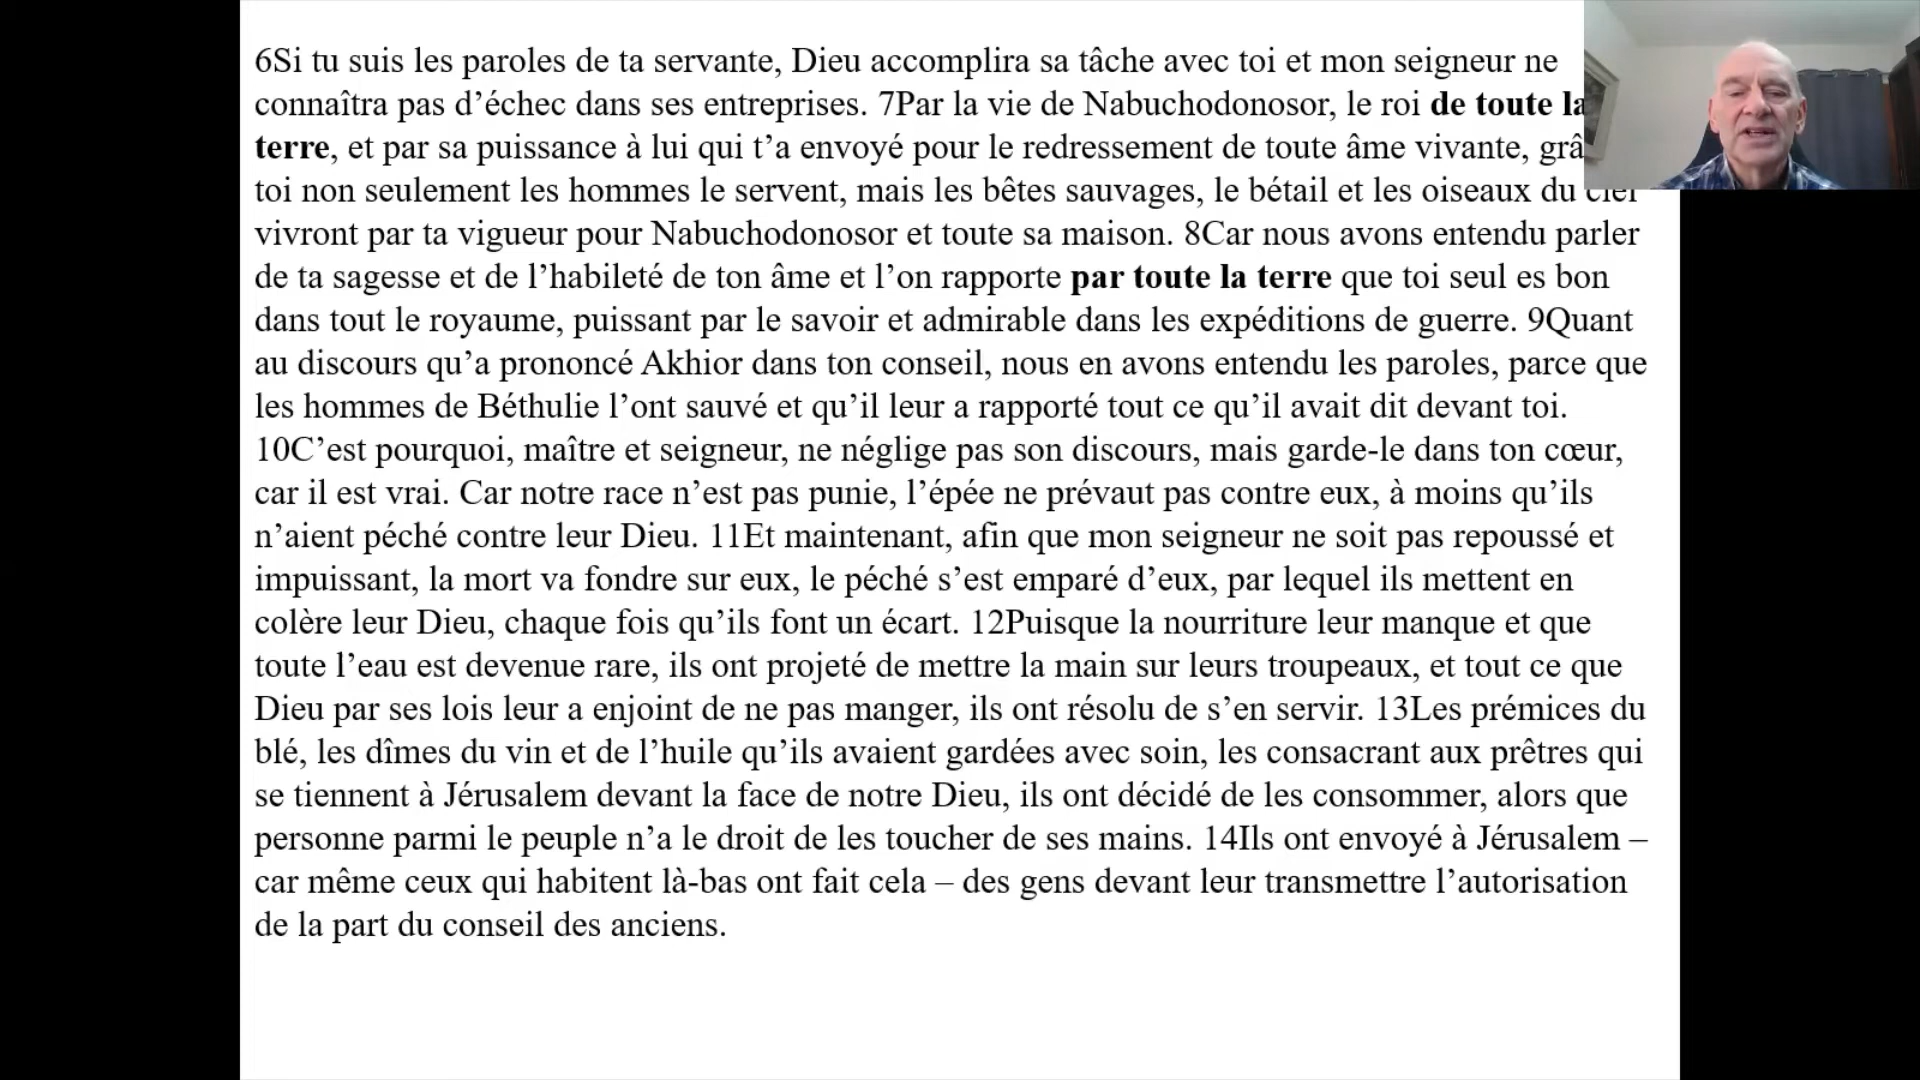 6Si tu suis les paroles de ta servante, Dieu accomplira sa tâche avec toi et mon seigneur ne
connaîtra pas d’échec dans ses entreprises. 7Par la vie de Nabuchodonosor, le roi de toute la
terre, et par sa puissance à lui qui t’a envoyé pour le redressement de toute âme vivante,
toi non seulement les hommes le servent, mais les bêtes sauvages, le bétail et les oiseaux du ciel
vivront par ta vigueur pour Nabuchodonosor et toute sa maison. 8Car nous avons entendu parler
de ta sagesse et de l’habileté de ton âme et l’on rapporte par toute la terre que toi seul es bon
dans tout le royaume, puissant par le savoir et admirable dans les expéditions de guerre. 9Quant
au discours qu’a prononcé Akhior dans ton conseil, nous en avons entendu les paroles, parce que
les hommes de Béthulie l’ont sauvé et qu’il leur a rapporté tout ce qu’il avait dit devant toi.
10C’est pourquoi, maître et seigneur, ne néglige pas son discours, mais garde-le dans ton cœur,
car il est vrai. Car notre race n’est pas punie, l’épée ne prévaut pas contre eux, à moins qu’ils
n’aient péché contre leur Dieu. 11Et maintenant, afin que mon seigneur ne soit pas repoussé et
impuissant, la mort va fondre sur eux, le péché s’est emparé d’eux, par lequel ils mettent en
colère leur Dieu, chaque fois qu’ils font un écart. 12Puisque la nourriture leur manque et que
toute l’eau est devenue rare, ils ont projeté de mettre la main sur leurs troupeaux, et tout ce que
Dieu par ses lois leur a enjoint de ne pas manger, ils ont résolu de s’en servir. 13Les prémices du
blé, les dîmes du vin et de l’huile qu’ils avaient gardées avec soin, les consacrant aux prêtres qui
se tiennent à Jérusalem devant la face de notre Dieu, ils ont décidé de les consommer, alors que
personne parmi le peuple n’a le droit de les toucher de ses mains. 14Ils ont envoyé à Jérusalem –
car même ceux qui habitent là-bas ont fait cela – des gens devant leur transmettre l’autorisation
de la part du conseil des anciens.